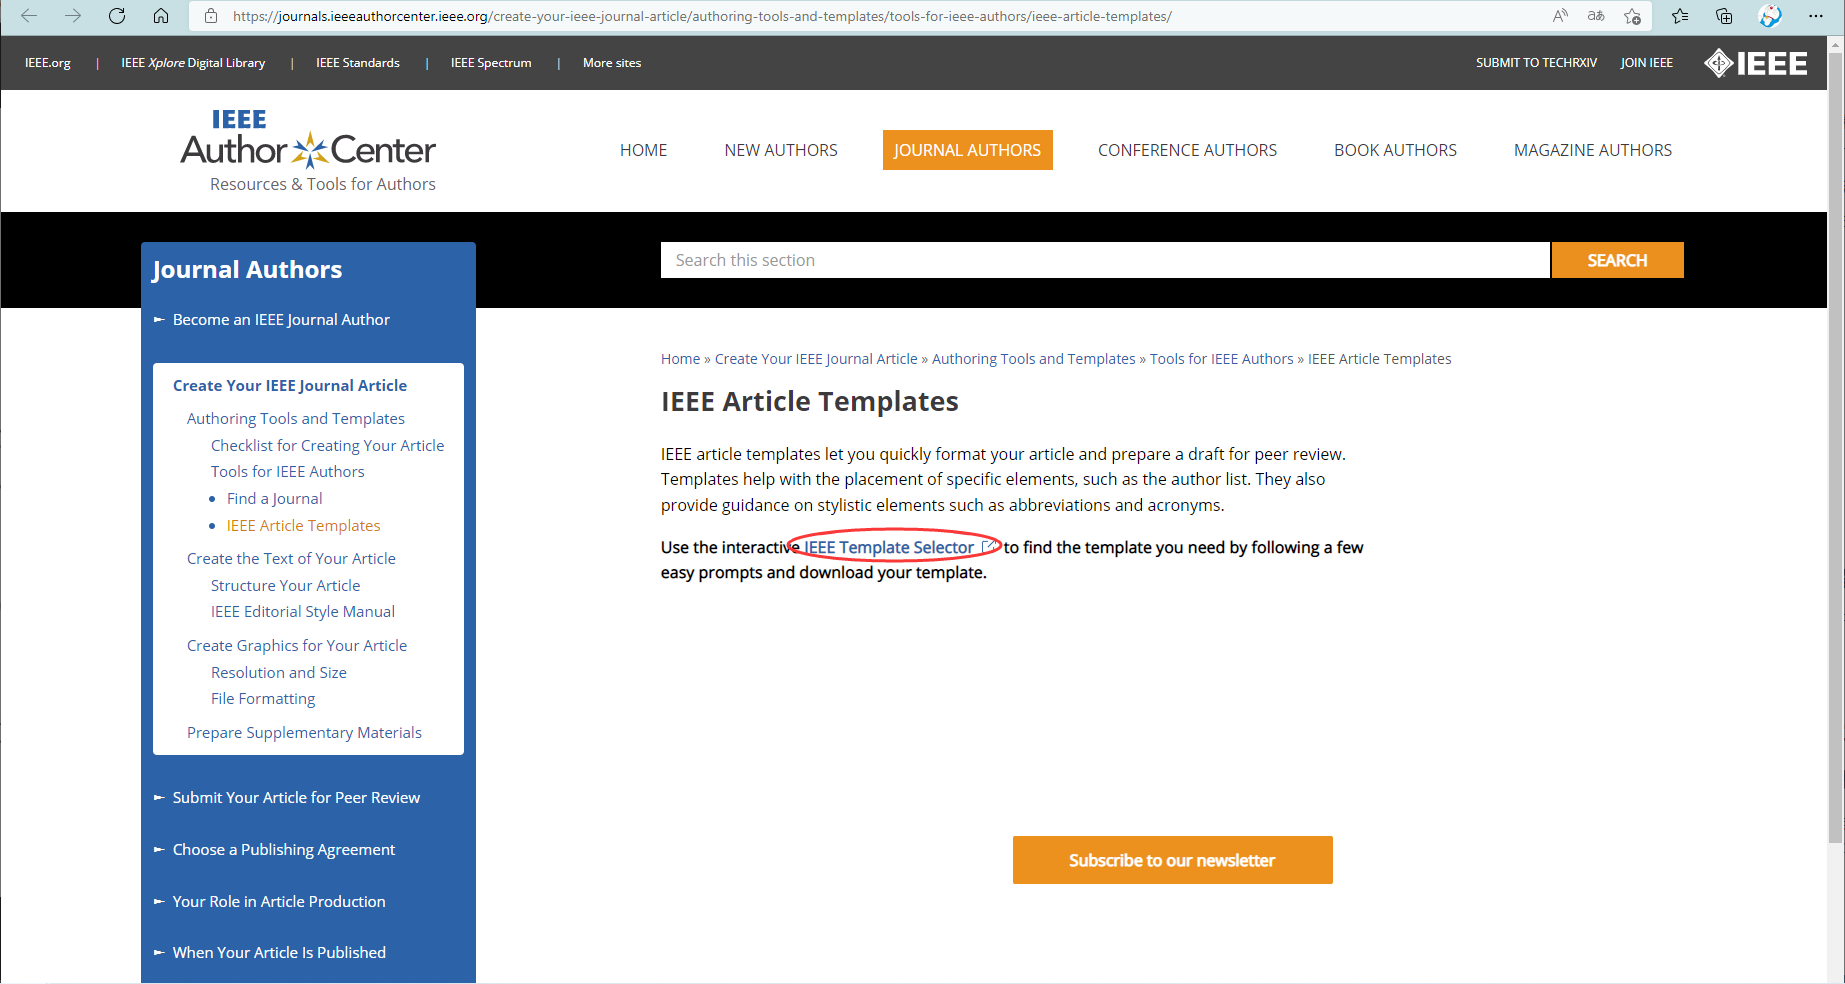 https://journals.ieeeauthorcenter.ieee.org/create-your-ieee-journal-article/authoring-tools-and-templates/tools-for-ieee-authors/ieee-article-templates/
IEEE.org | IEEE Xplore Digital Library | IEEE Standards | IEEE Spectrum | More sites
SUBMIT TO TECHRXIV JOIN IEEE IEEE
IEEE
Author Center
Resources & Tools for Authors
HOME NEW AUTHORS JOURNAL AUTHORS CONFERENCE AUTHORS BOOK AUTHORS MAGAZINE AUTHORS
Search this section SEARCH
Journal Authors
Become an IEEE Journal Author
Create Your IEEE Journal Article
Authoring Tools and Templates
Checklist for Creating Your Article
Tools for IEEE Authors
• Find a Journal
• IEEE Article Templates
Create the Text of Your Article
Structure Your Article
IEEE Editorial Style Manual
Create Graphics for Your Article
Resolution and Size
File Formatting
Prepare Supplementary Materials
Submit Your Article for Peer Review
Choose a Publishing Agreement
Your Role in Article Production
When Your Article Is Published
Home » Create Your IEEE Journal Article » Authoring Tools and Templates » Tools for IEEE Authors » IEEE Article Templates
IEEE Article Templates
IEEE article templates let you quickly format your article and prepare a draft for peer review.
Templates help with the placement of specific elements, such as the author list. They also
provide guidance on stylistic elements such as abbreviations and acronyms.
Use the interactive IEEE Template Selector to find the template you need by following a few
easy prompts and download your template.
Subscribe to our newsletter